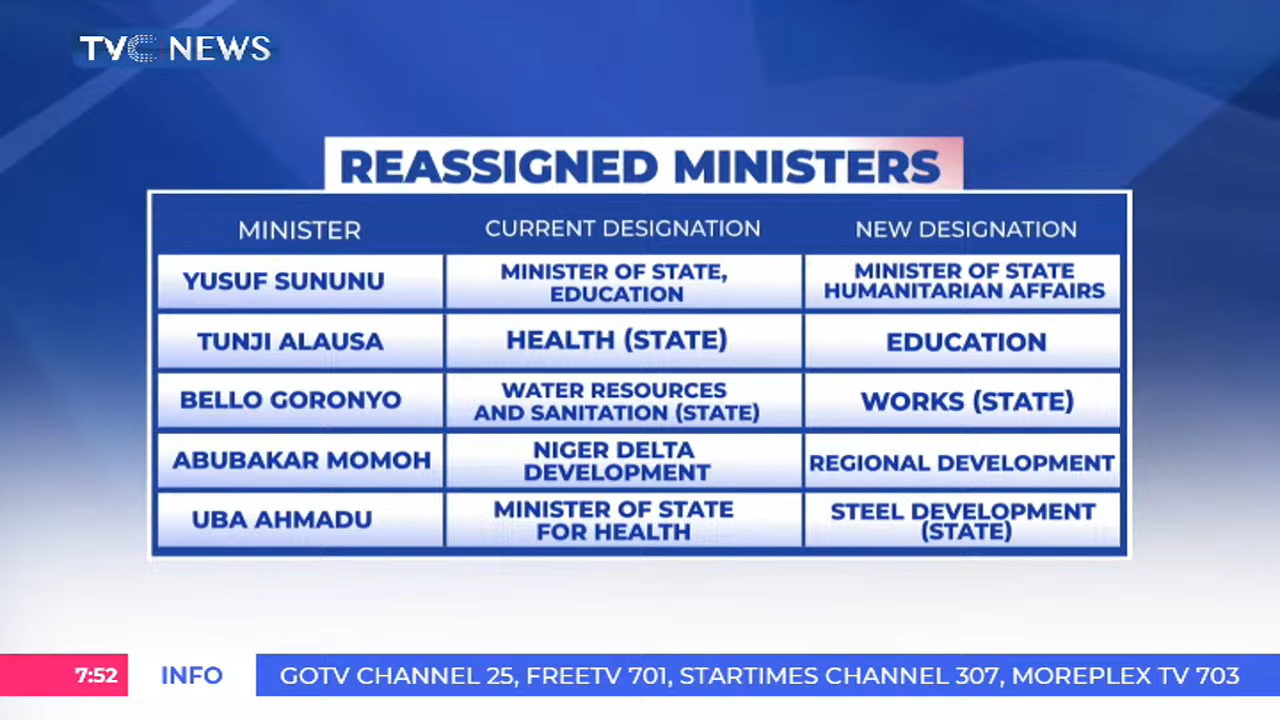 TVC NEWS
REASSIGNED MINISTERS
MINISTER
CURRENT DESIGNATION
NEW DESIGNATION
YUSUF SUNUNU
MINISTER OF STATE,
EDUCATION
MINISTER OF STATE
HUMANITARIAN AFFAIRS
TUNJI ALAUSA
HEALTH (STATE)
EDUCATION
BELLO GORONYO
WATER RESOURCES
AND SANITATION (STATE)
WORKS (STATE)
ABUBAKAR MOMOH
NIGER DELTA
DEVELOPMENT
REGIONAL DEVELOPMENT
UBA AHMADU
MINISTER OF STATE
FOR HEALTH
STEEL DEVELOPMENT
(STATE)
7:52
INFO
GOTV CHANNEL 25, FREETV 701, STARTIMES CHANNEL 307, MOREPLEX TV 703